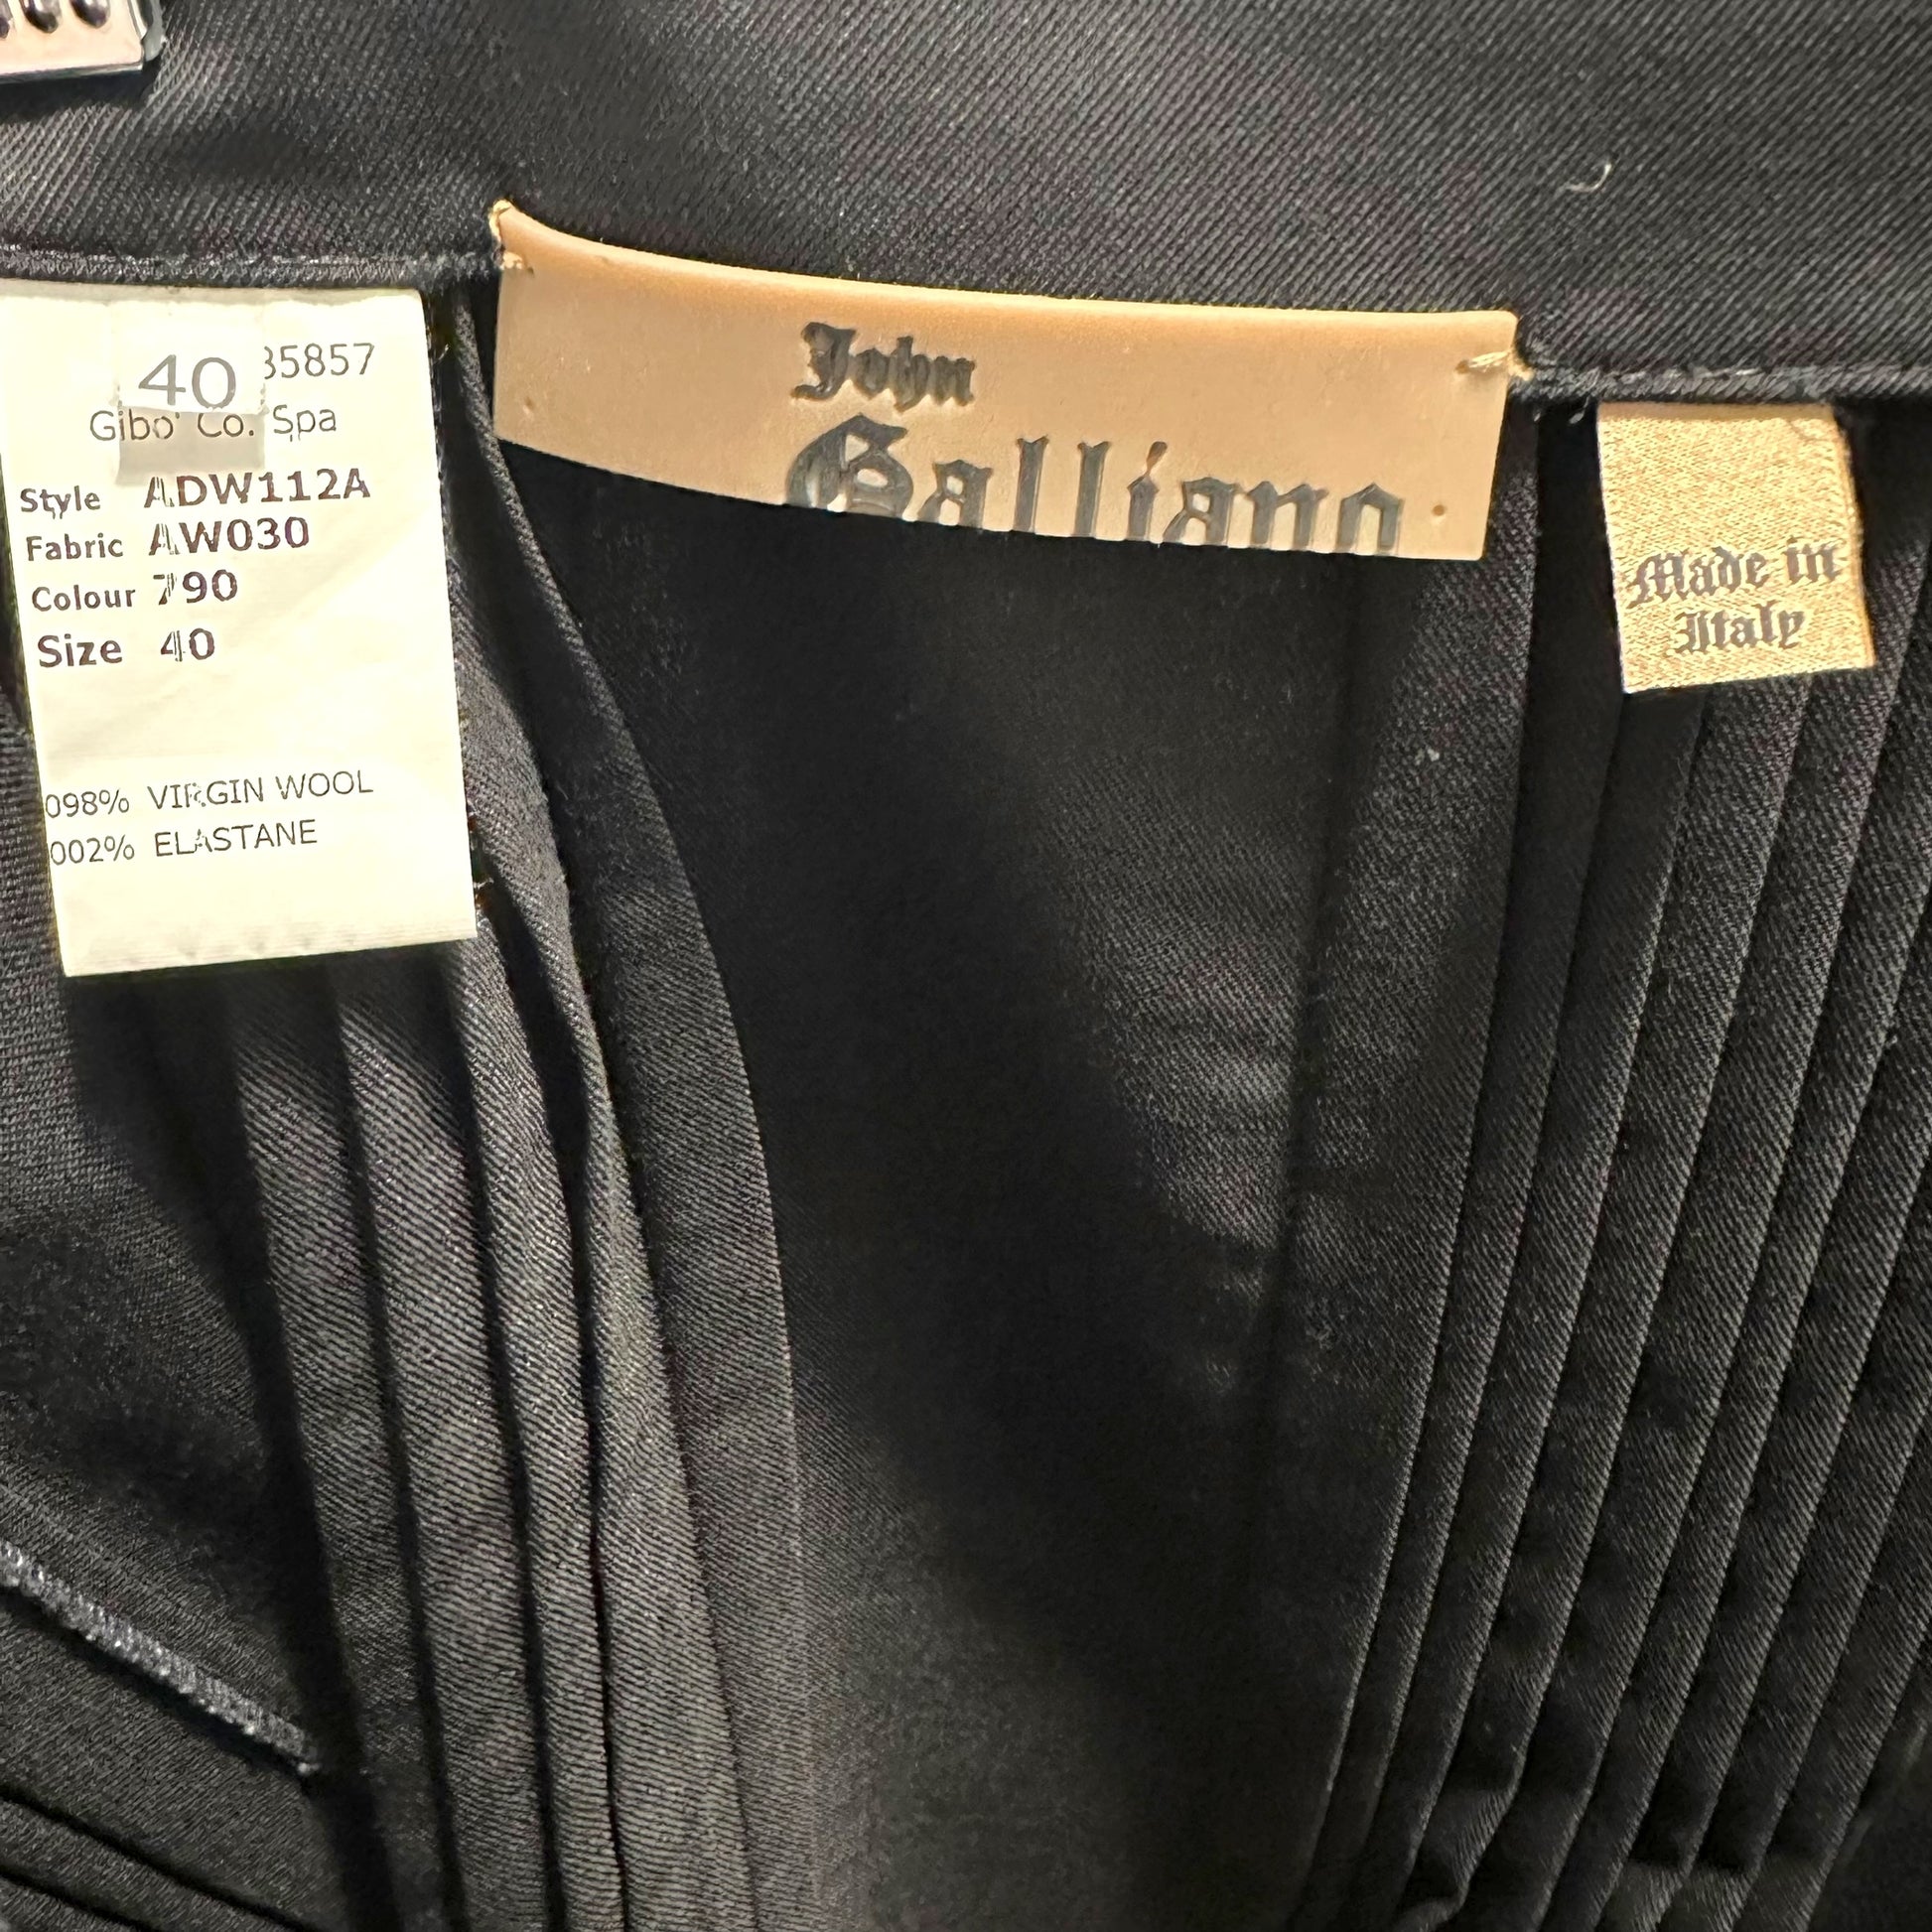 40 35857
Gibo' Co. Spa
Style ADW112A
Fabric AW030
Colour 790
Size 40
098% VIRGIN WOOL
002% ELASTANE
John
Galliano
Made in
Italy